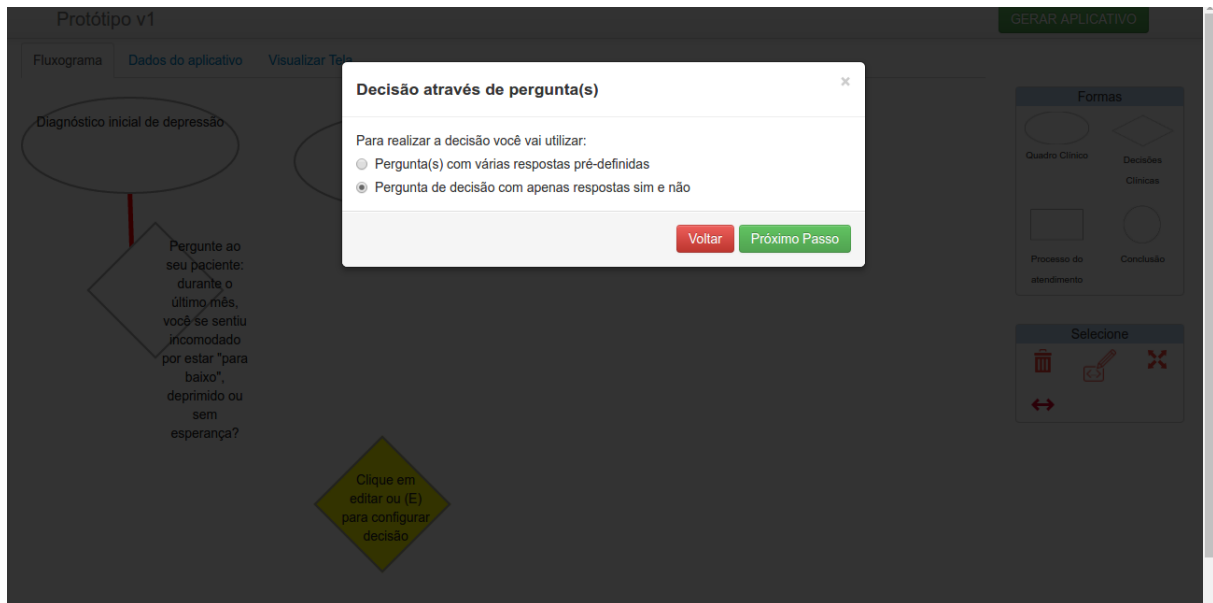 Protótipo v1
GERAR APLICATIVO
Fluxograma
Dados do aplicativo
Visualizar Tela
Decisão através de pergunta(s)
×
Para realizar a decisão você vai utilizar:
Pergunta(s) com várias respostas pré-definidas
Pergunta de decisão com apenas respostas sim e não
Voltar
Próximo Passo
Diagnóstico inicial de depressão
Pergunte ao
seu paciente:
durante o
último mês,
você se sentiu
incomodado
por estar "para
baixo",
deprimido ou
sem
esperança?
Clique em
editar ou (E)
para configurar
decisão
Formas
Quadro Clínico
Decisões
Clínicas
Processo do
atendimento
Conclusão
Selecione